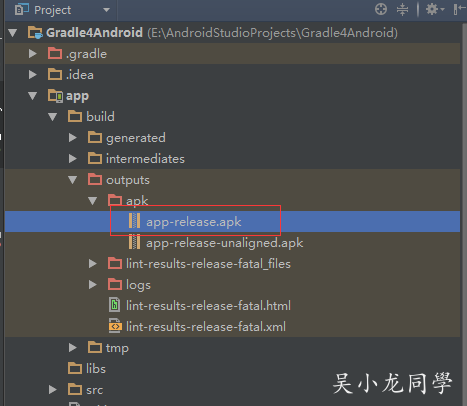 Project
Gradle4Android (E:\AndroidStudioProjects\Gradle4Android)
.gradle
.idea
app
build
generated
intermediates
outputs
apk
app-release.apk
app-release-unaligned.apk
lint-results-release-fatal_files
logs
lint-results-release-fatal.html
lint-results-release-fatal.xml
tmp
libs
src
吴小龙同學